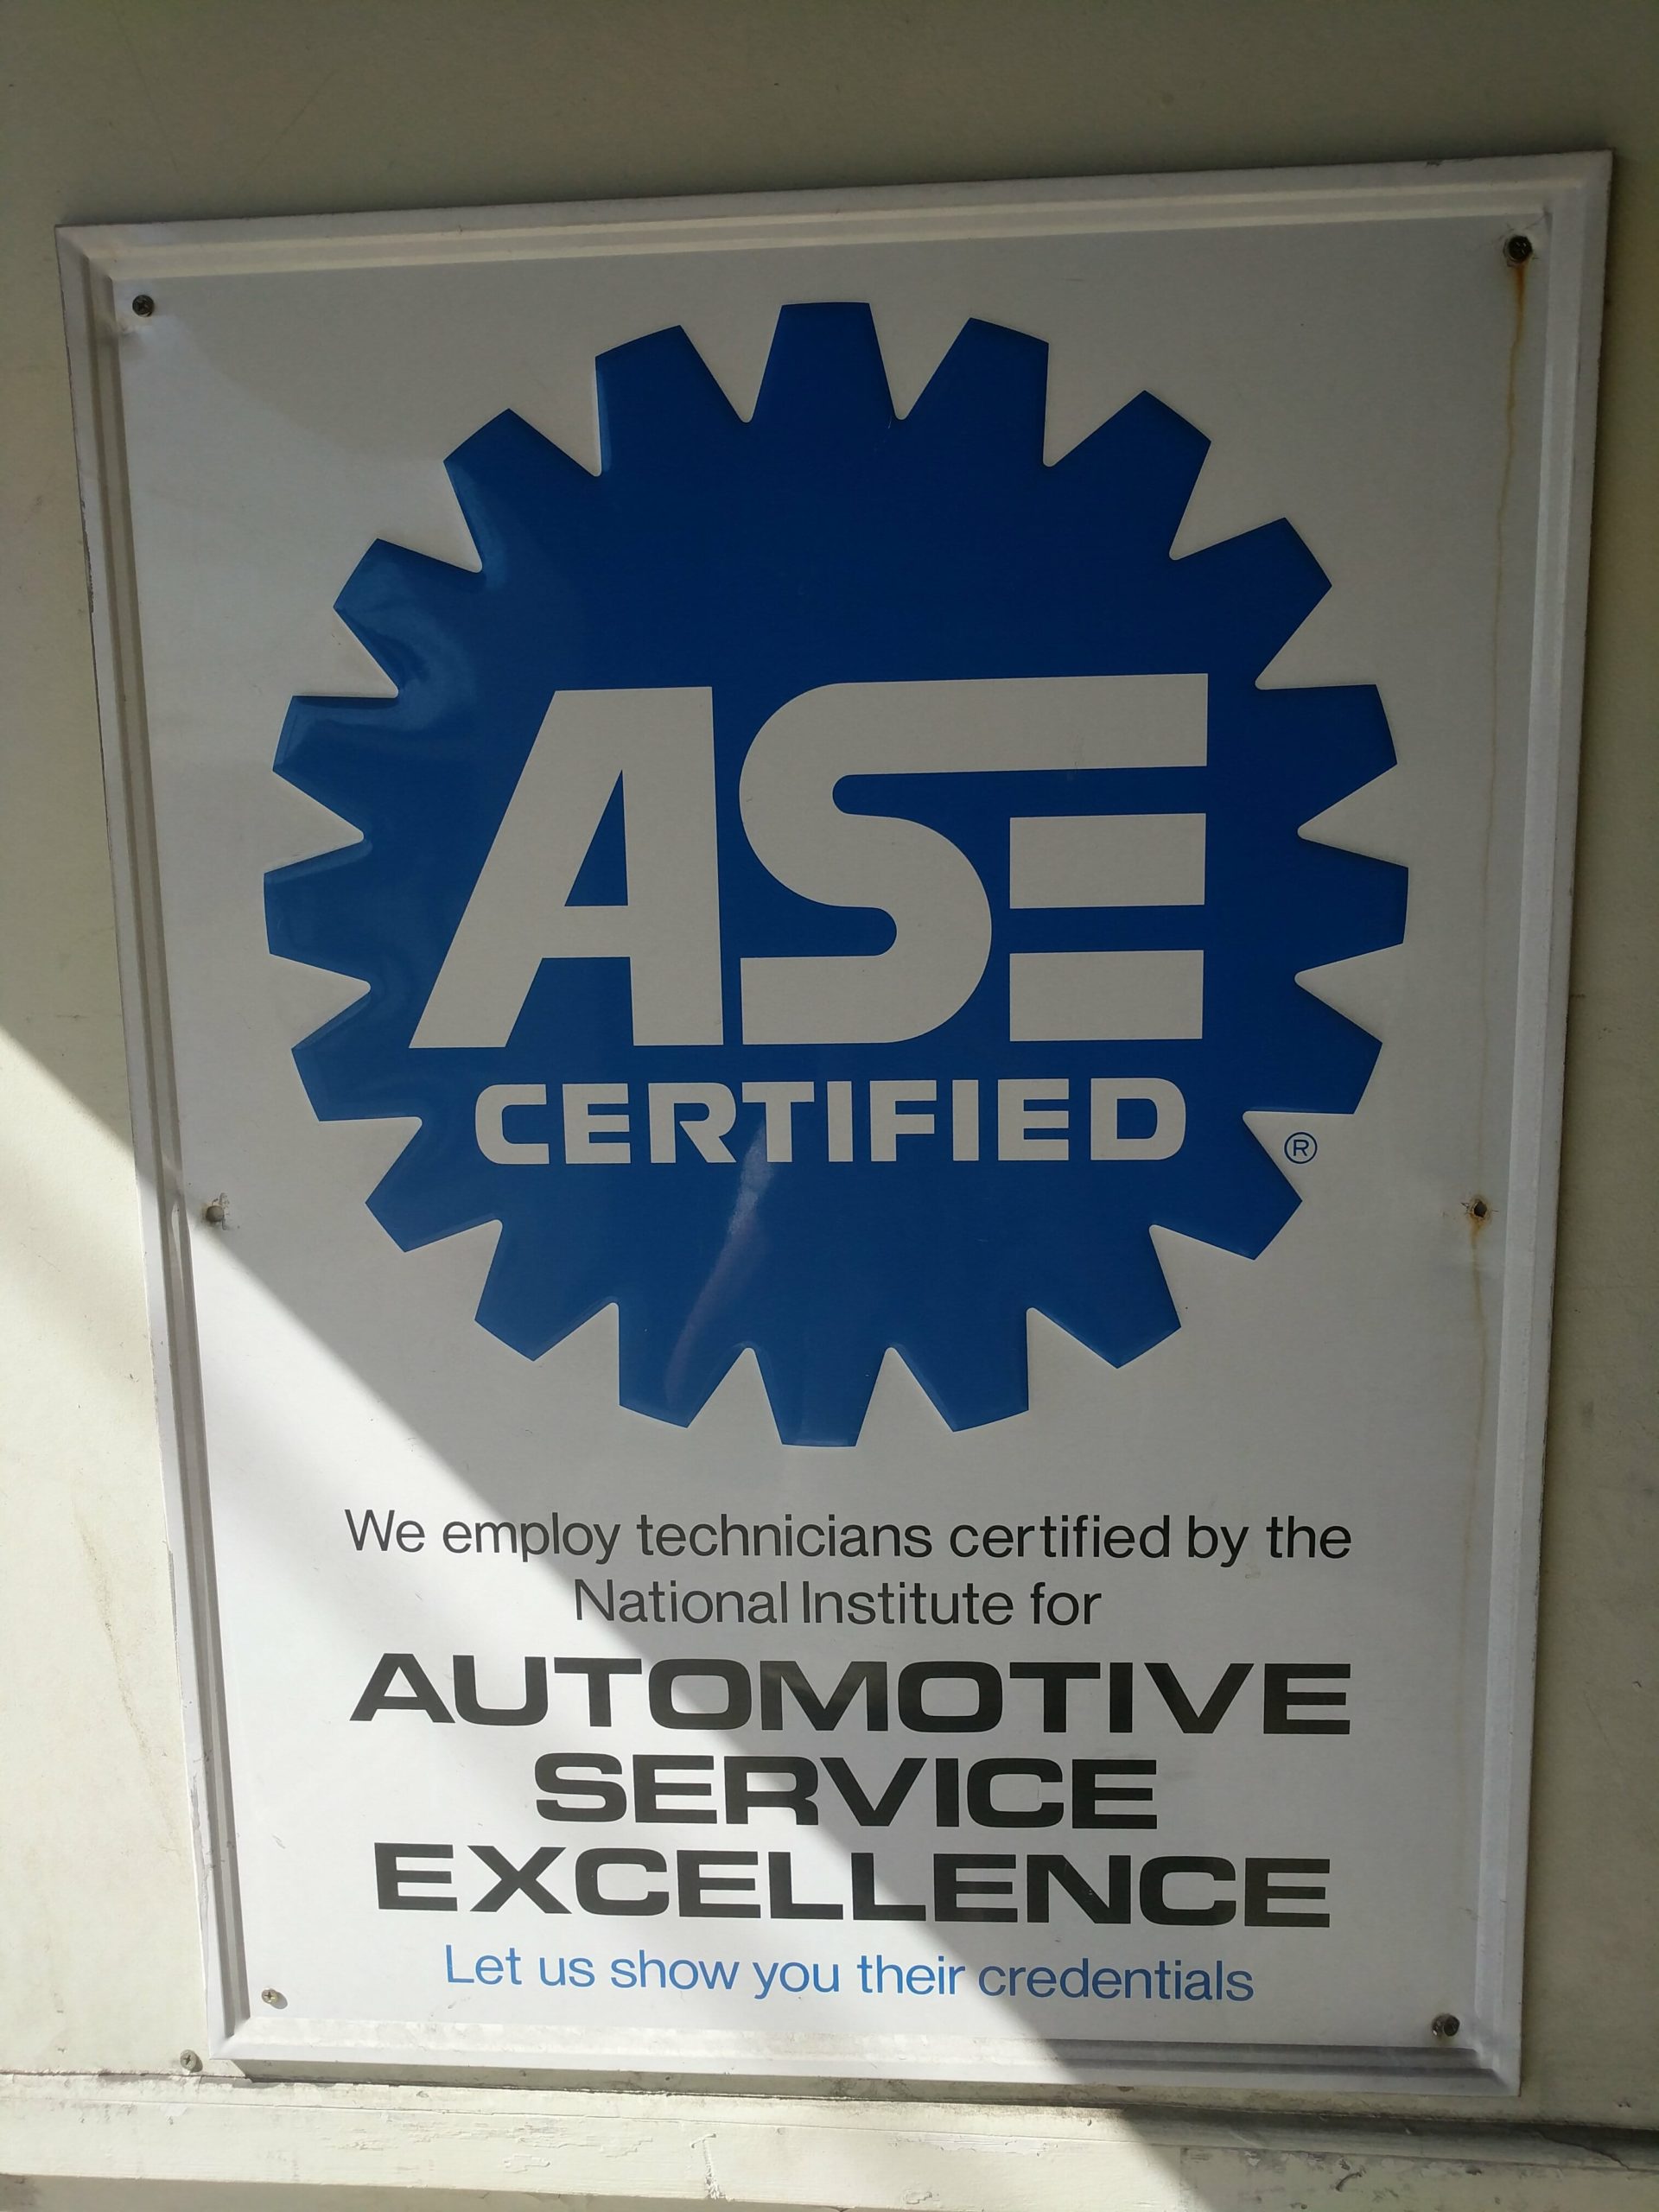 ASE
CERTIFIED
®
We employ technicians certified by the
National Institute for
AUTOMOTIVE
SERVICE
EXCELLENCE
Let us show you their credentials